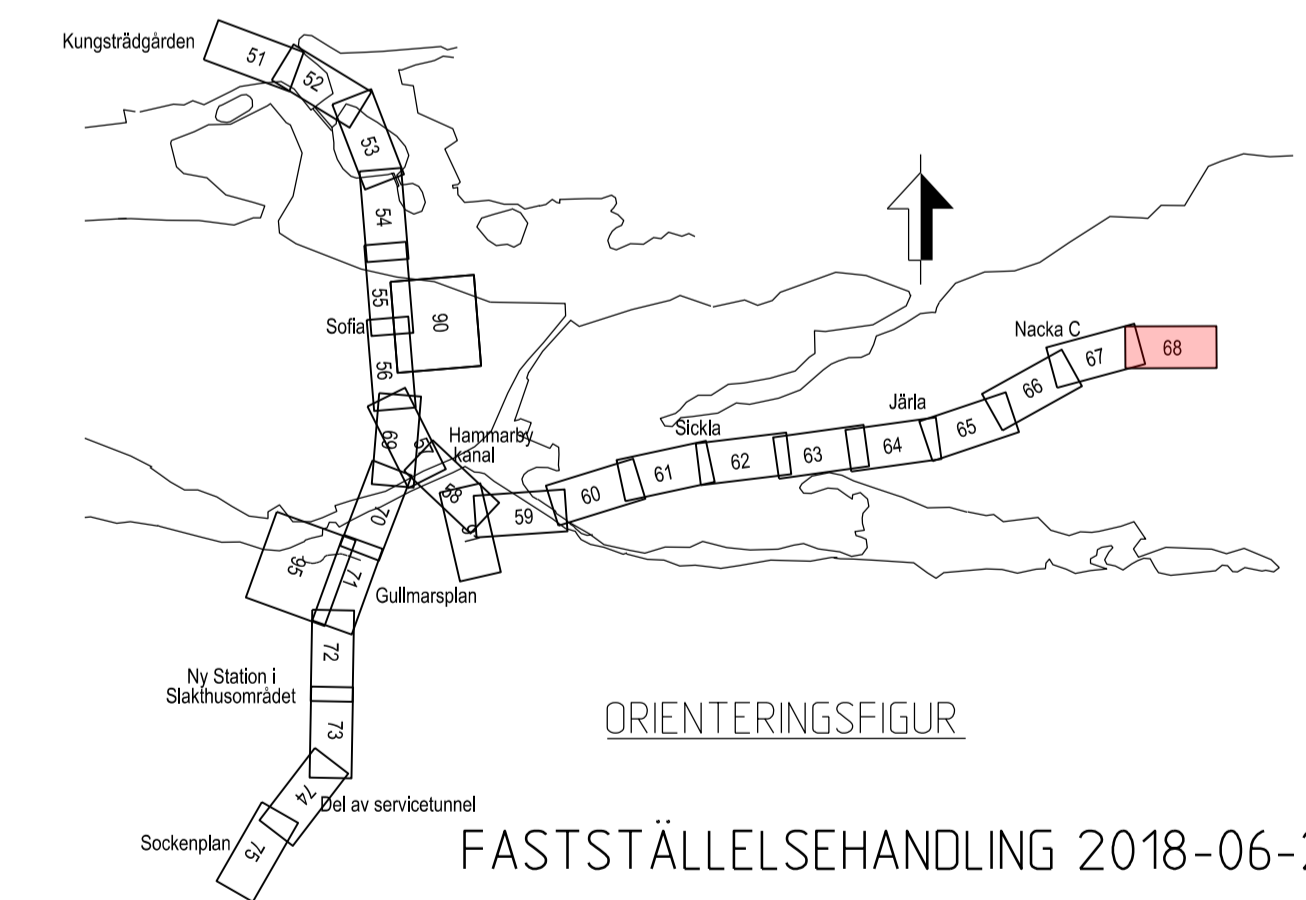 Kungsträdgården
51
52
53
54
55
Sofia
90
56
Nacka C
67
68
66
Järla
65
64
63
62
Sickla
61
60
59
Hammarby
kanal
69
57
58
70
95
71
Gullmarsplan
72
Ny Station i
Slakthusområdet
73
74
Del av servicetunnel
Sockenplan
75
ORIENTERINGSFIGUR
FASTSTÄLLELSEHANDLING 2018-06-